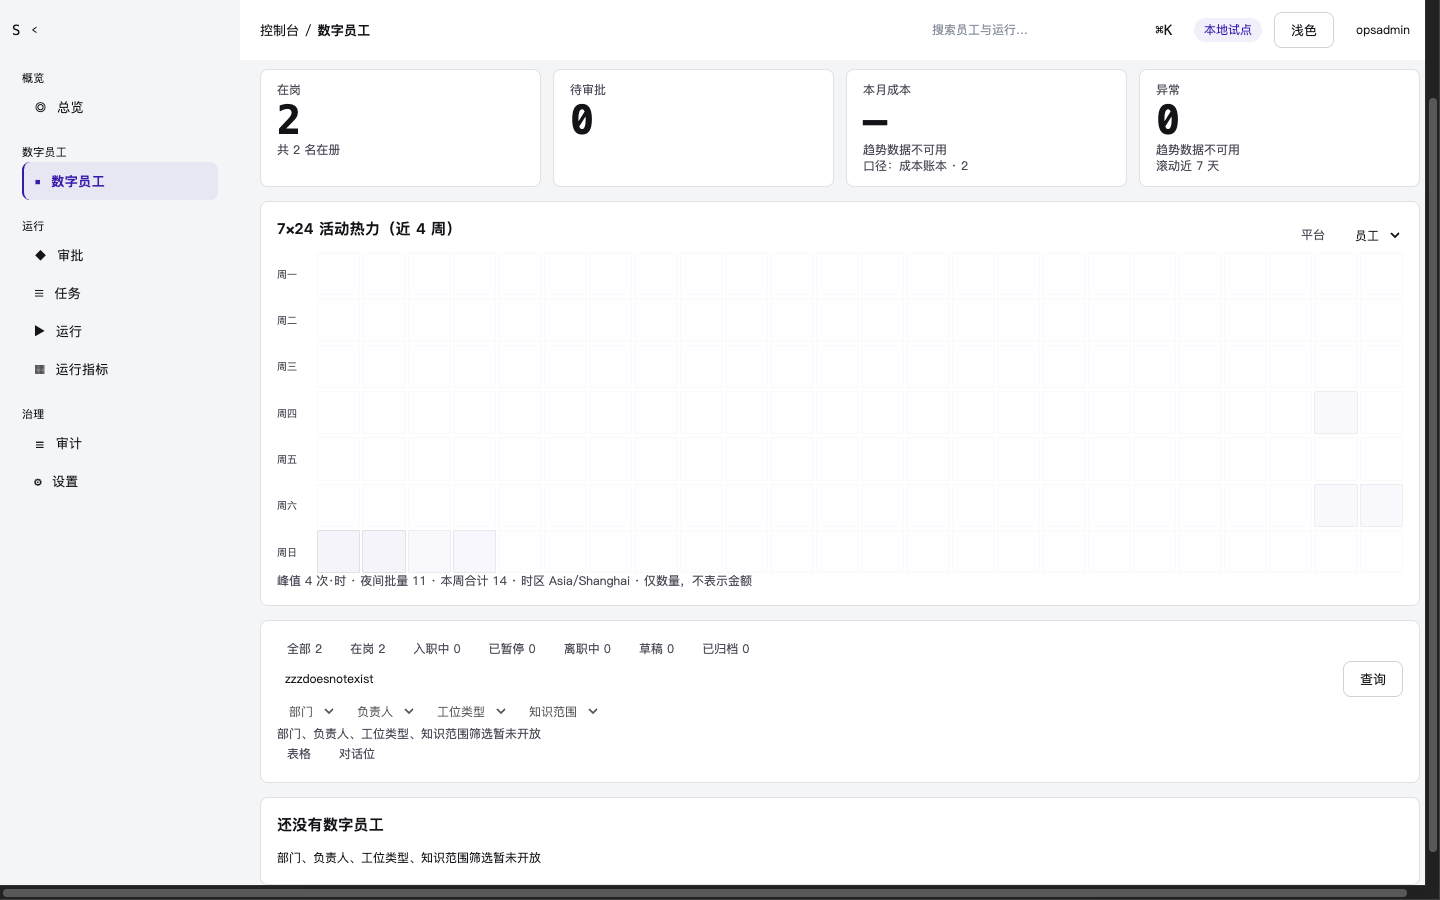 S <
概览
◎ 总览
数字员工
▪ 数字员工
运行
◆ 审批
≡ 任务
▶ 运行
▦ 运行指标
治理
≡ 审计
⚙ 设置
控制台 / 数字员工
搜索员工与运行...
⌘K
本地试点
浅色
opsadmin
在岗
2
共 2 名在册
待审批
0
本月成本
—
趋势数据不可用
口径：成本账本 · 2
异常
0
趋势数据不可用
滚动近 7 天
7×24 活动热力（近 4 周）
平台
员工
周一
周二
周三
周四
周五
周六
周日
峰值 4 次·时 · 夜间批量 11 · 本周合计 14 · 时区 Asia/Shanghai · 仅数量，不表示金额
全部 2 在岗 2 入职中 0 已暂停 0 离职中 0 草稿 0 已归档 0
zzzdoesnotexist
查询
部门 负责人 工位类型 知识范围
部门、负责人、工位类型、知识范围筛选暂未开放
表格 对话位
还没有数字员工
部门、负责人、工位类型、知识范围筛选暂未开放